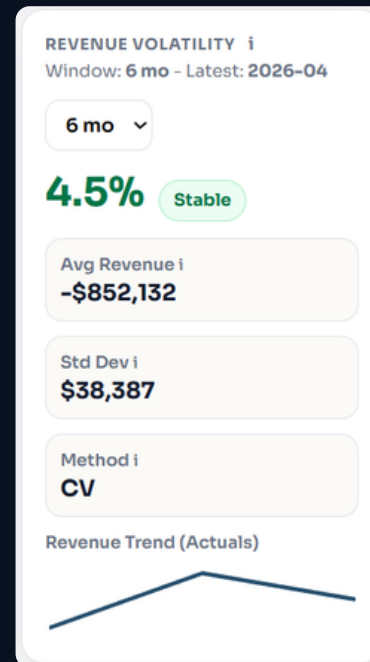 REVENUE VOLATILITY i
Window: 6 mo - Latest: 2026-04
6 mo
4.5% Stable
Avg Revenue i
-$852,132
Std Dev i
$38,387
Method i
CV
Revenue Trend (Actuals)